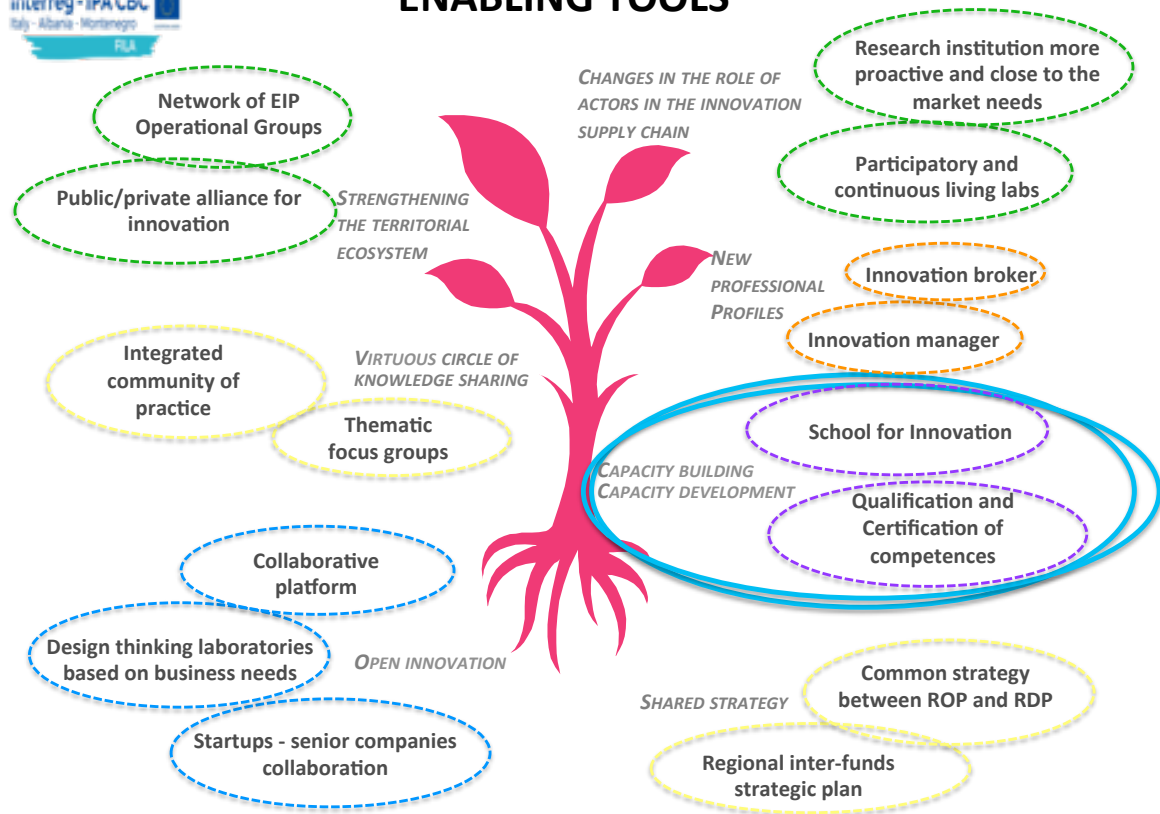 Interreg - IPA CBC
Italy - Albania - Montenegro
FILA
ENABLING TOOLS
Network of EIP
Operational Groups
Public/private alliance for
innovation
STRENGTHENING
THE TERRITORIAL
ECOSYSTEM
CHANGES IN THE ROLE OF
ACTORS IN THE INNOVATION
SUPPLY CHAIN
Research institution more
proactive and close to the
market needs
Participatory and
continuous living labs
NEW
PROFESSIONAL
PROFILES
Innovation broker
Innovation manager
Integrated
community of
practice
VIRTUOUS CIRCLE OF
KNOWLEDGE SHARING
Thematic
focus groups
School for Innovation
CAPACITY BUILDING
CAPACITY DEVELOPMENT
Qualification and
Certification of
competences
Collaborative
platform
Design thinking laboratories
based on business needs
OPEN INNOVATION
Startups - senior companies
collaboration
Common strategy
between ROP and RDP
SHARED STRATEGY
Regional inter-funds
strategic plan